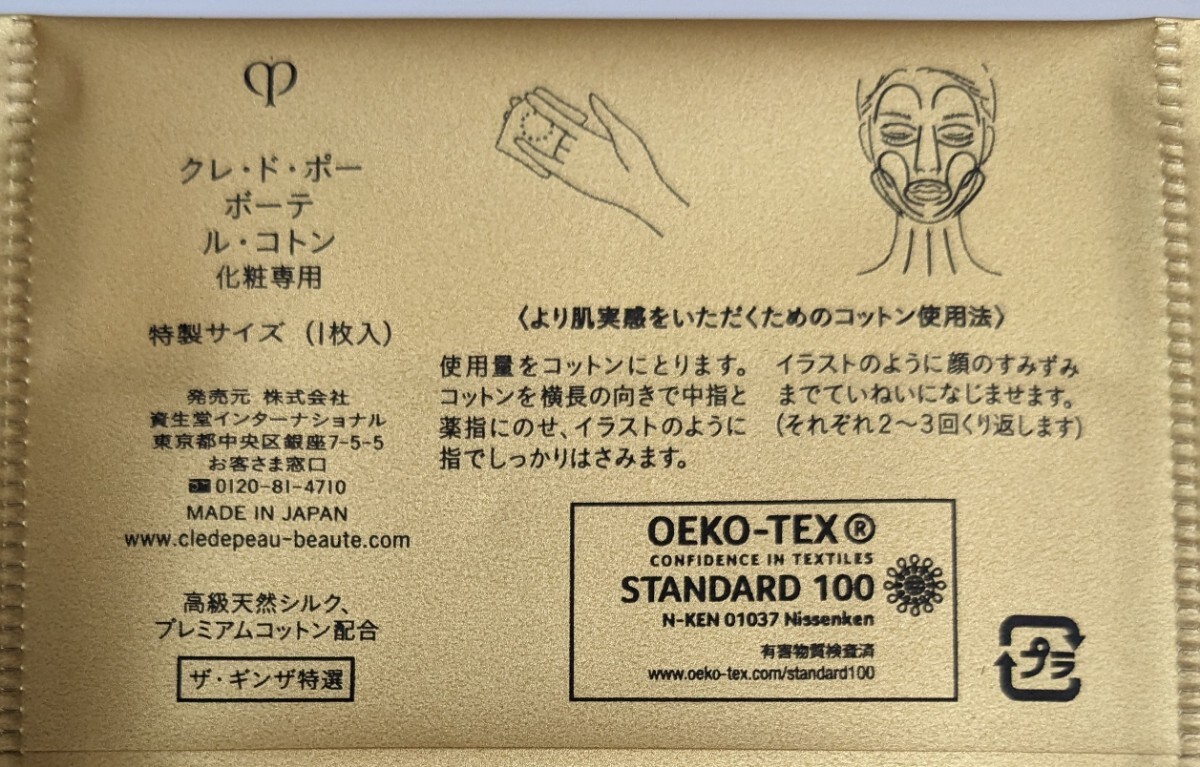 クレ・ド・ポー
ボーテ
ル・コトン
化粧専用
特製サイズ (1枚入)
発売元 株式会社
資生堂インターナショナル
東京都中央区銀座7-5-5
お客さま窓口
0120-81-4710
MADE IN JAPAN
www.cledepeau-beaute.com
高級天然シルク、
プレミアムコットン配合
ザ・ギンザ特選
〈より肌実感をいただくためのコットン使用法〉
使用量をコットンにとります。
コットンを横長の向きで中指と
薬指にのせ、イラストのように
指でしっかりはさみます。
イラストのように顔のすみずみ
までていねいになじませます。
(それぞれ2〜3回くり返します)
OEKO-TEX®
CONFIDENCE IN TEXTILES
STANDARD 100
N-KEN 01037 Nissenken
有害物質検査済
www.oeko-tex.com/standard100
プラ